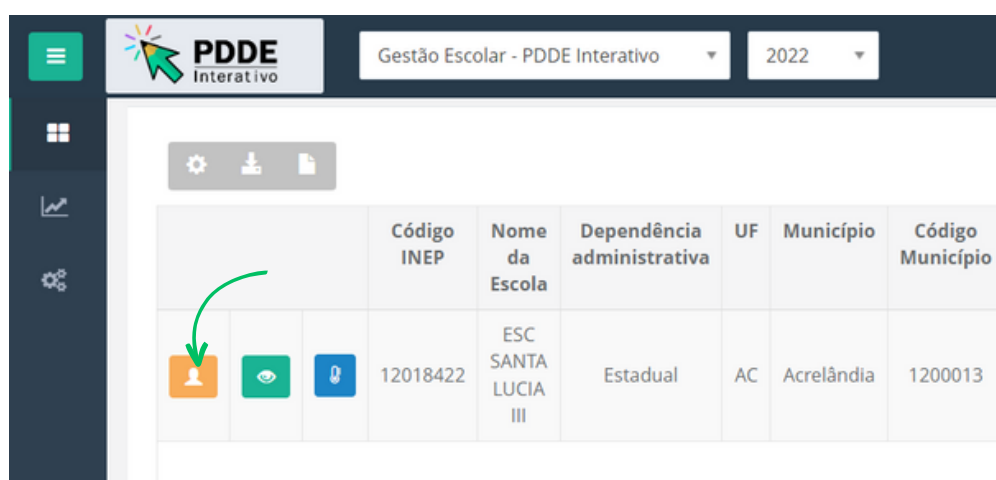 PDDE
Interativo
Gestão Escolar - PDDE Interativo
2022
Código
INEP
Nome
da
Escola
Dependência
administrativa
UF
Município
Código
Município
12018422
ESC
SANTA
LUCIA
III
Estadual
AC
Acrelândia
1200013